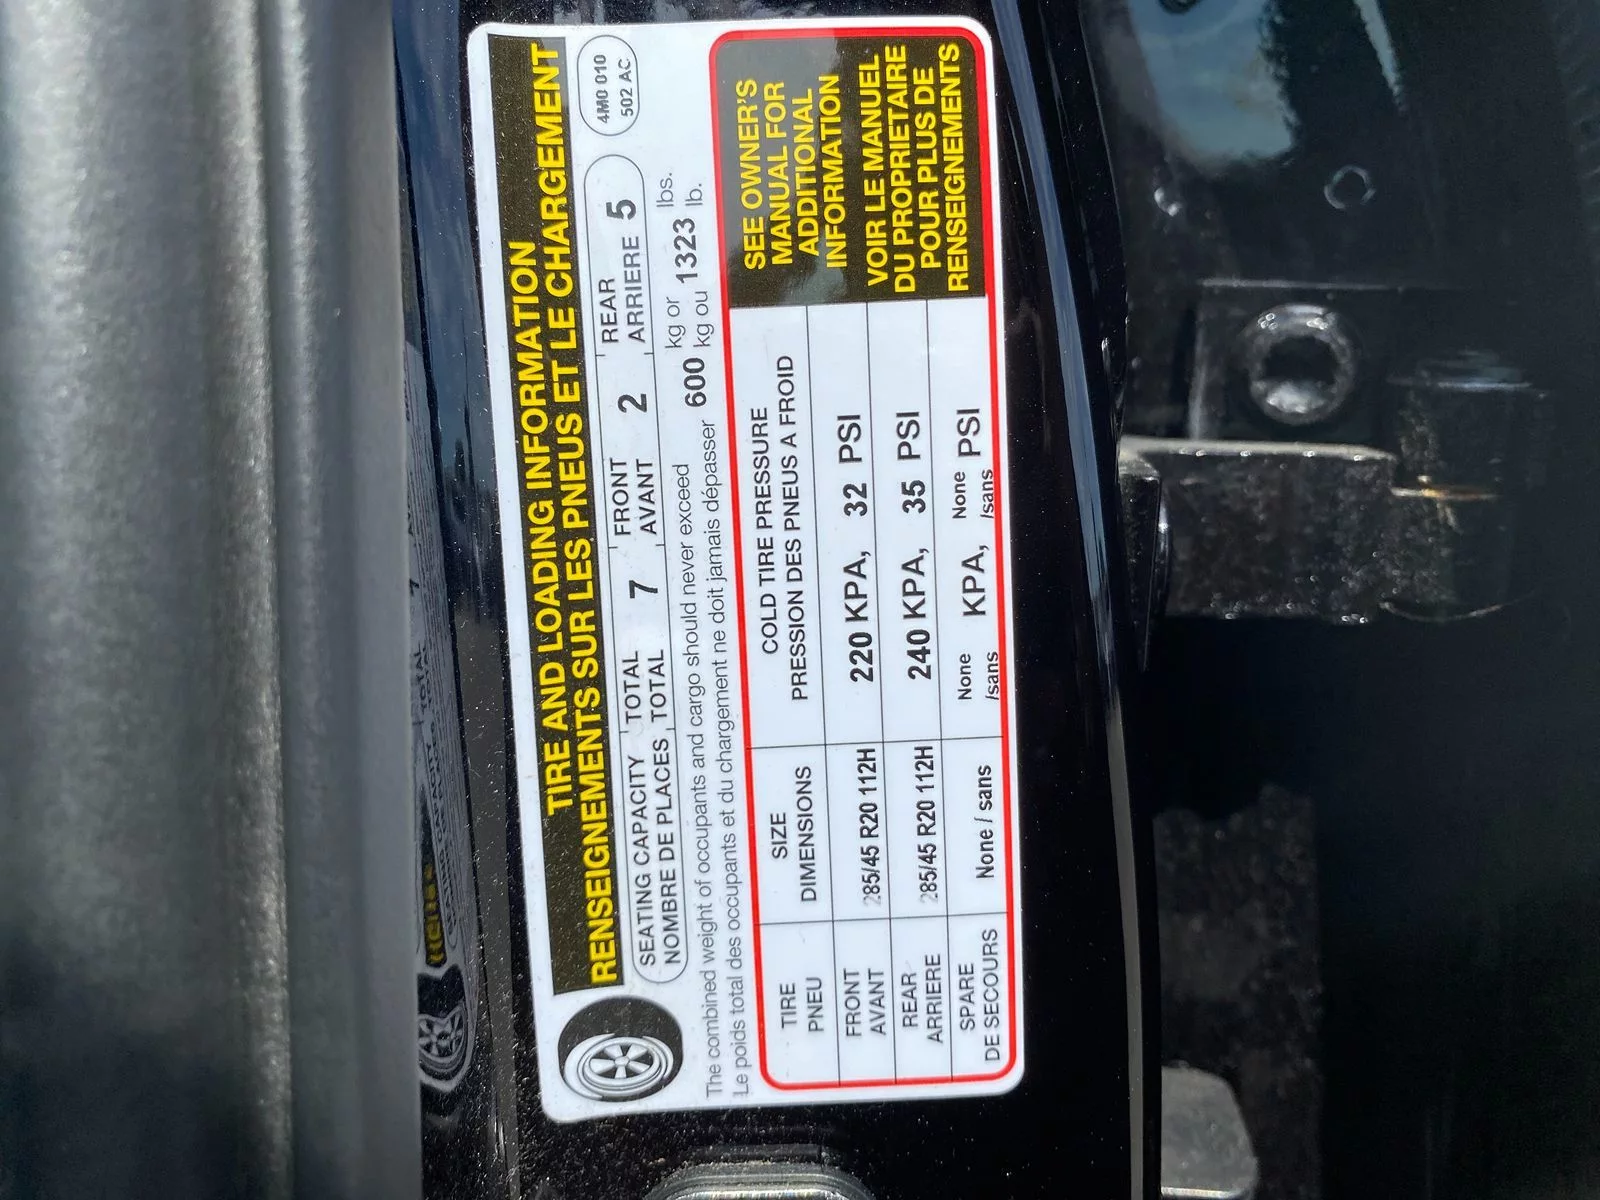 TIRE AND LOADING INFORMATION
RENSEIGNEMENTS SUR LES PNEUS ET LE CHARGEMENT
SEATING CAPACITY TOTAL 7 FRONT 2 REAR 5
NOMBRE DE PLACES TOTAL AVANT ARRIERE
4M0 010
502 AC
The combined weight of occupants and cargo should never exceed 600 kg or 1323 lbs.
Le poids total des occupants et du chargement ne doit jamais dépasser kg ou lb.
TIRE SIZE COLD TIRE PRESSURE
PNEU DIMENSIONS PRESSION DES PNEUS A FROID
FRONT 285/45 R20 112H 220 KPA, 32 PSI
AVANT
REAR 285/45 R20 112H 240 KPA, 35 PSI
ARRIERE
SPARE None / sans None KPA, None PSI
DE SECOURS /sans /sans
SEE OWNER'S
MANUAL FOR
ADDITIONAL
INFORMATION
VOIR LE MANUEL
DU PROPRIETAIRE
POUR PLUS DE
RENSEIGNEMENTS